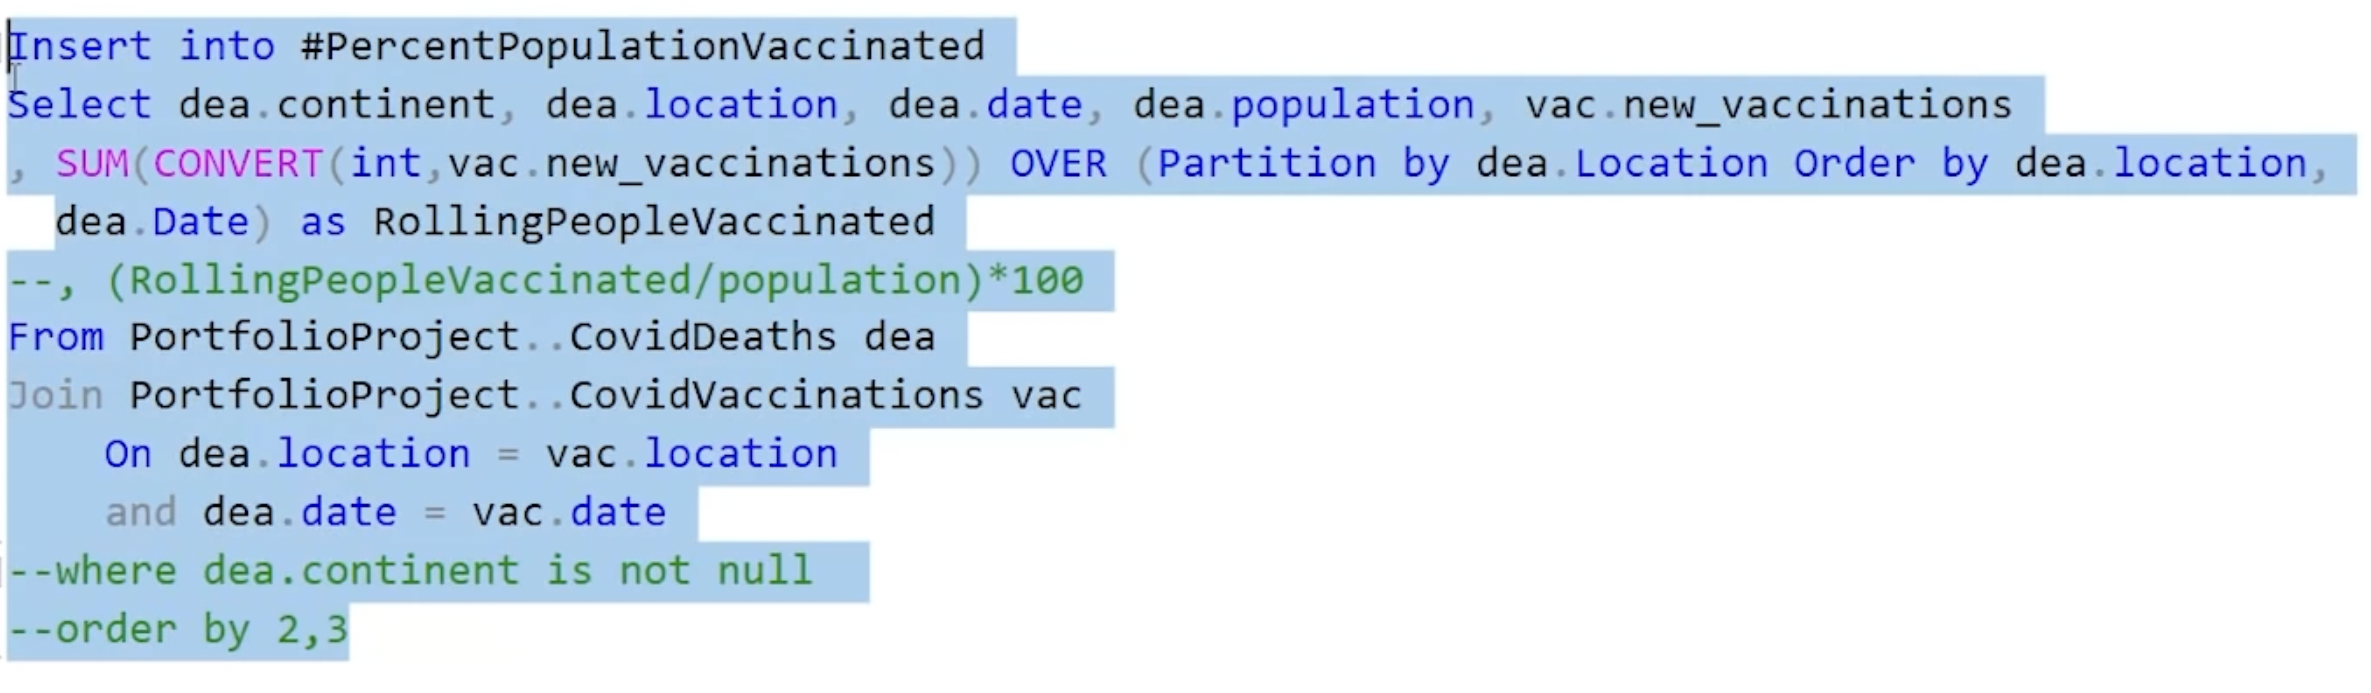 Insert into #PercentPopulationVaccinated
Select dea.continent, dea.location, dea.date, dea.population, vac.new_vaccinations
, SUM(CONVERT(int,vac.new_vaccinations)) OVER (Partition by dea.Location Order by dea.location,
dea.Date) as RollingPeopleVaccinated
--, (RollingPeopleVaccinated/population)*100
From PortfolioProject..CovidDeaths dea
Join PortfolioProject..CovidVaccinations vac
On dea.location = vac.location
and dea.date = vac.date
--where dea.continent is not null
--order by 2,3